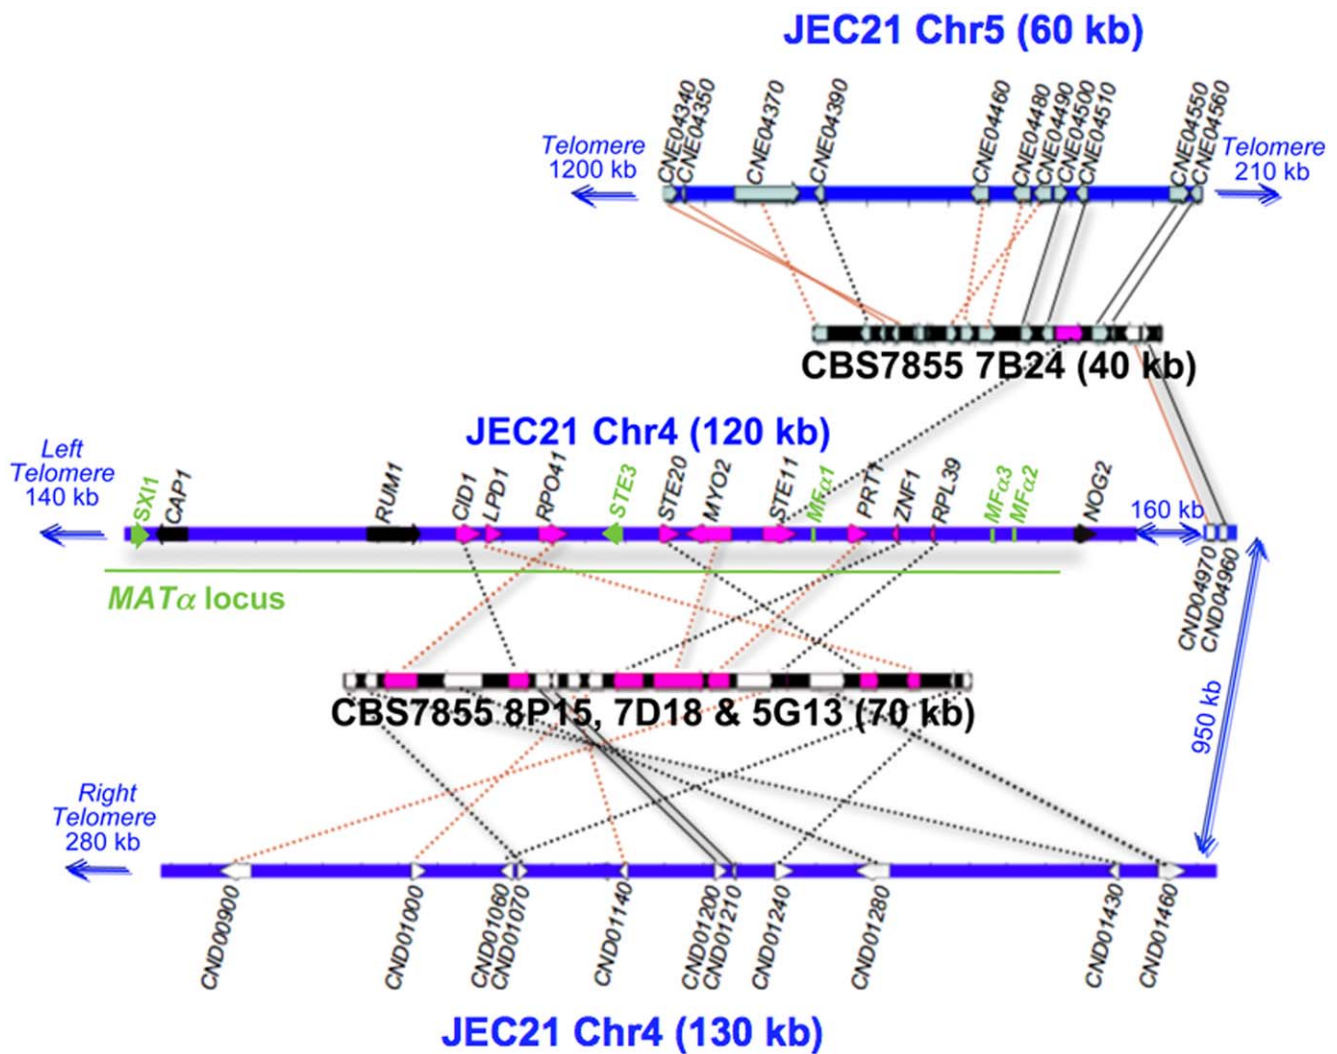 JEC21 Chr5 (60 kb)
CNE04340
CNE04350
CNE04370
CNE04390
CNE04460
CNE04480
CNE04490
CNE04500
CNE04510
CNE04550
CNE04560
Telomere
1200 kb
Telomere
210 kb
CBS7855 7B24 (40 kb)
JEC21 Chr4 (120 kb)
Left
Telomere
140 kb
SXI1
CAP1
RUM1
CID1
LPD1
RPO41
STE3
STE20
MYO2
STE11
MFα1
PRT1
ZNF1
RPL39
MFα3
MFα2
NOG2
160 kb
CND04970
CND04960
MATα locus
950 kb
CBS7855 8P15, 7D18 & 5G13 (70 kb)
Right
Telomere
280 kb
CND00900
CND01000
CND01060
CND01070
CND01140
CND01200
CND01210
CND01240
CND01280
CND01430
CND01460
JEC21 Chr4 (130 kb)